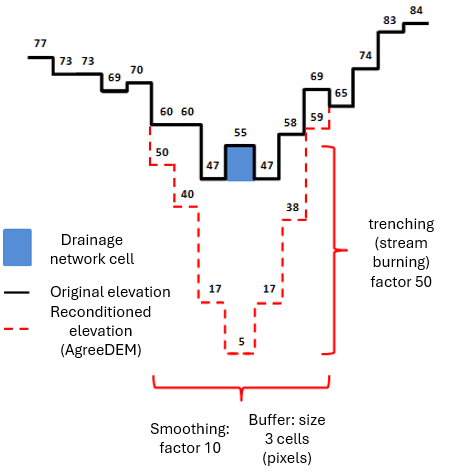 84
83
77
73 73
74
70
69
69
65
60 60
59
58
55
50
47
47
40
38
17
17
5
trenching
(stream
burning)
factor 50
Drainage
network cell
Original elevation
Reconditioned
elevation
(AgreeDEM)
Smoothing:
factor 10
Buffer: size
3 cells
(pixels)